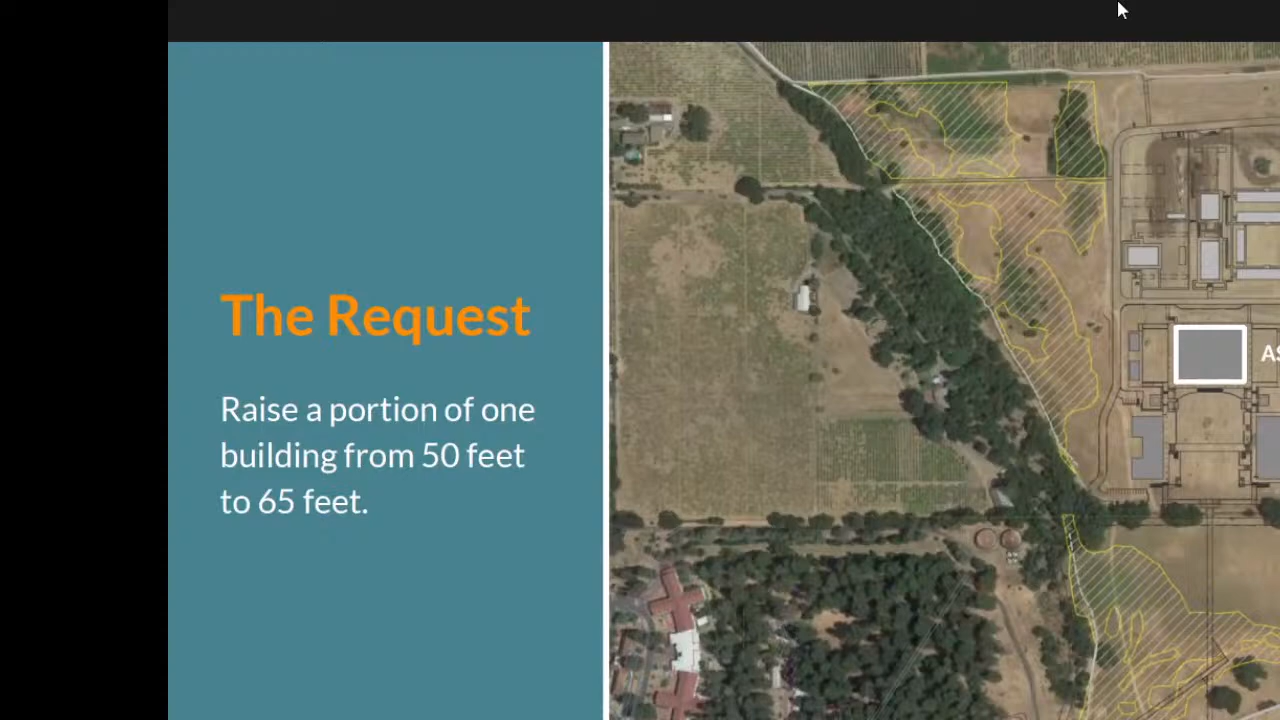 The Request
Raise a portion of one
building from 50 feet
to 65 feet.